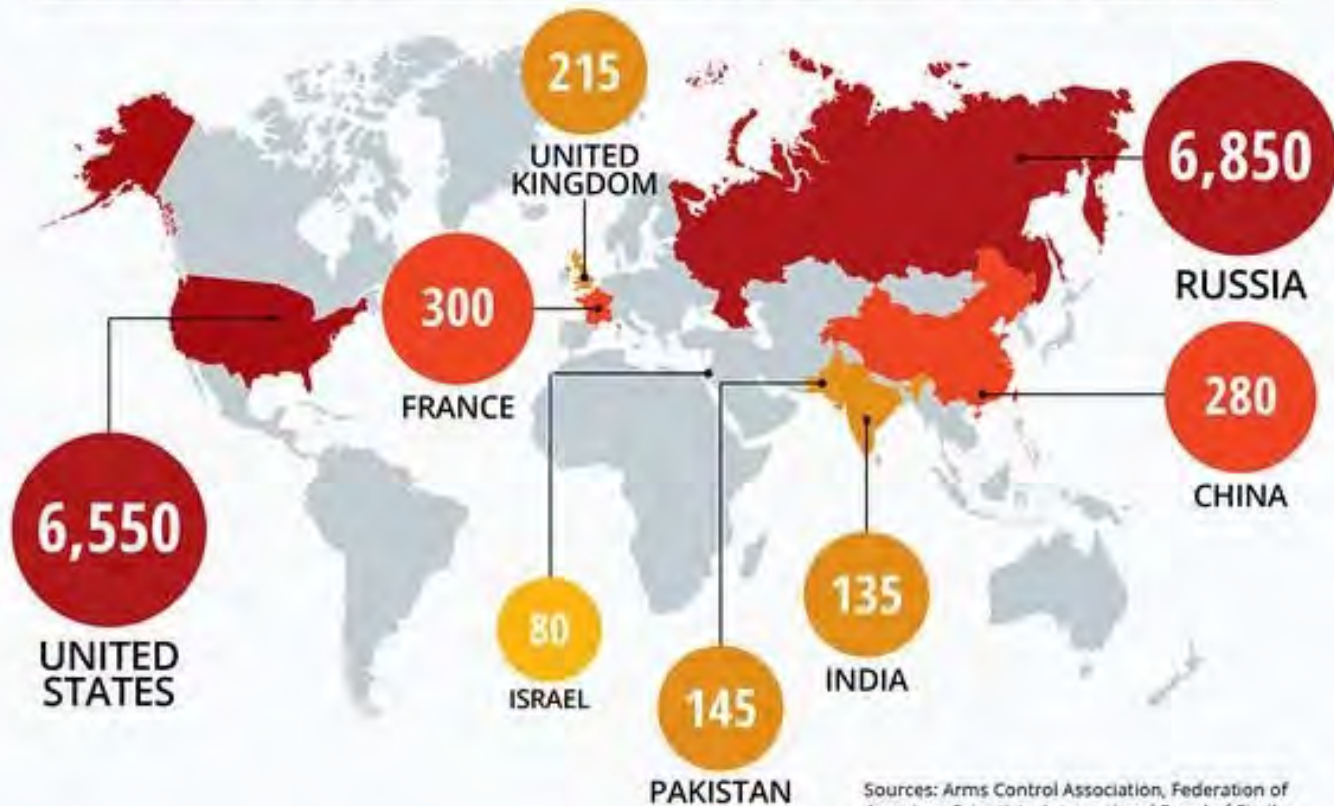 215
UNITED
KINGDOM
6,850
RUSSIA
300
FRANCE
280
CHINA
6,550
UNITED
STATES
80
ISRAEL
135
INDIA
145
PAKISTAN
Sources: Arms Control Association, Federation of